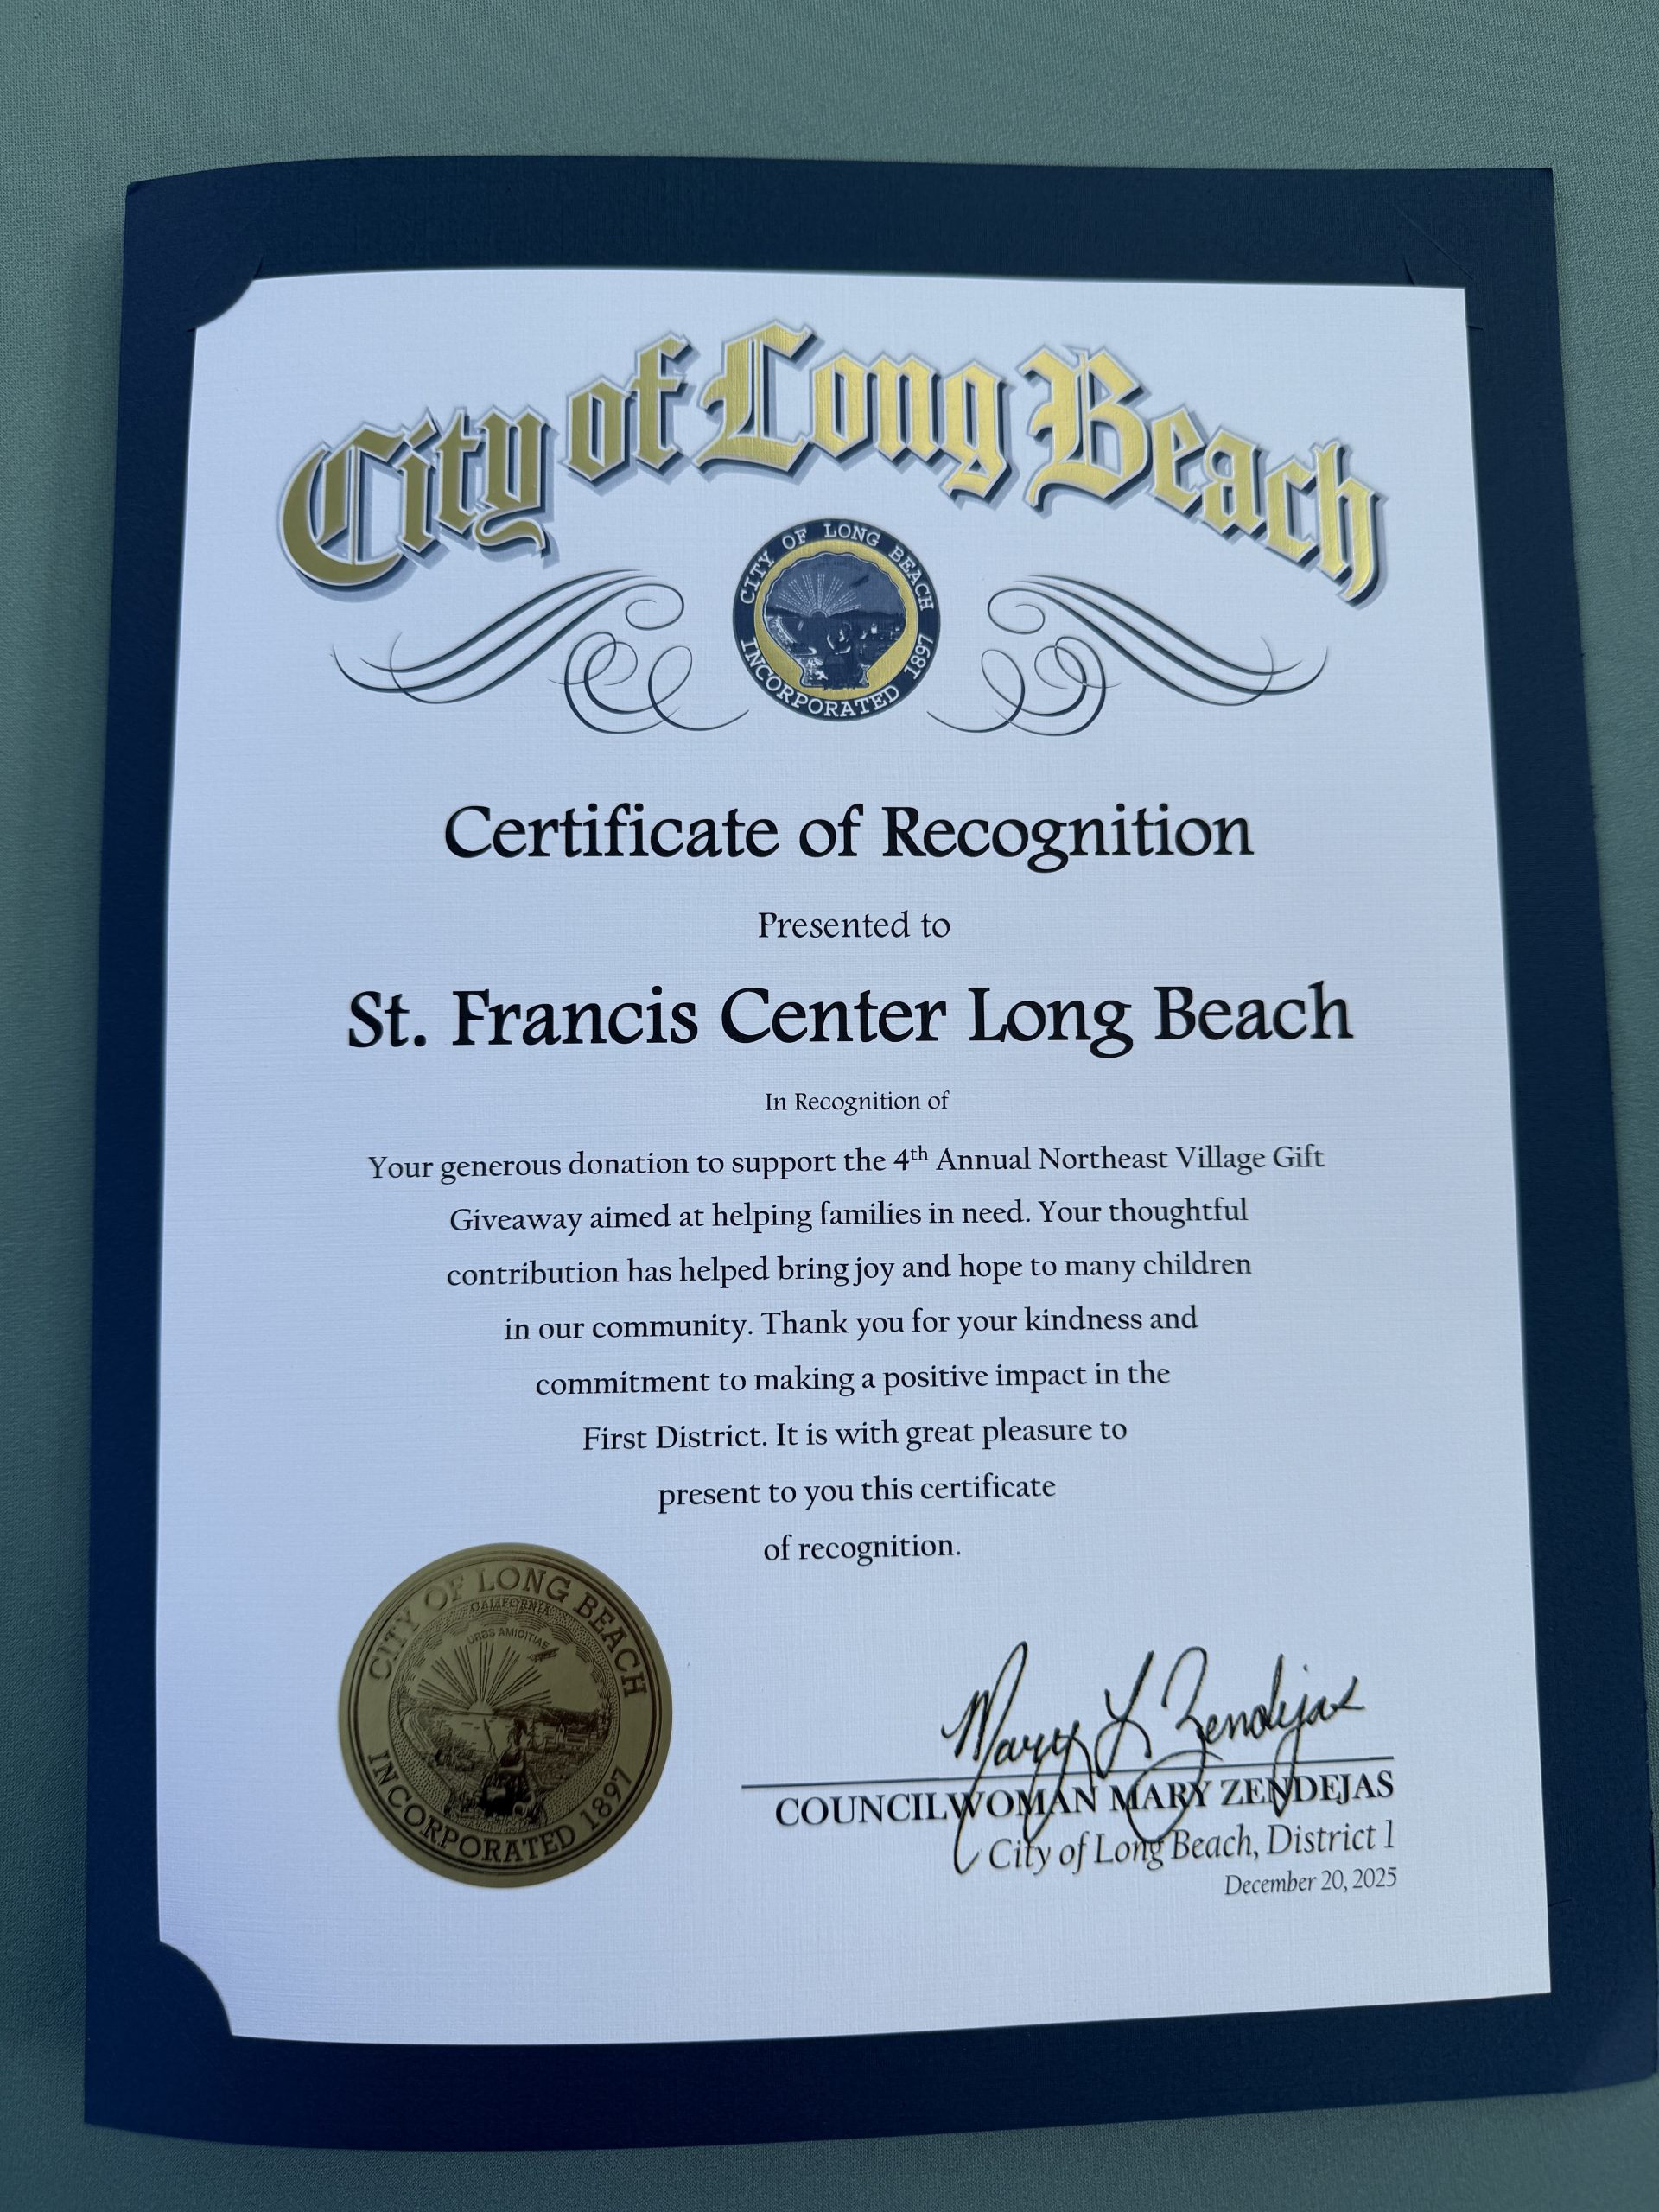 City of Long Beach
CITY OF LONG BEACH
INCORPORATED 1897
Certificate of Recognition
Presented to
St. Francis Center Long Beach
In Recognition of
Your generous donation to support the 4th Annual Northeast Village Gift
Giveaway aimed at helping families in need. Your thoughtful
contribution has helped bring joy and hope to many children
in our community. Thank you for your kindness and
commitment to making a positive impact in the
First District. It is with great pleasure to
present to you this certificate
of recognition.
CITY OF LONG BEACH
CALIFORNIA
URBS AMICITIAE
INCORPORATED 1897
Mary L Zendejas
COUNCILWOMAN MARY ZENDEJAS
City of Long Beach, District 1
December 20, 2025